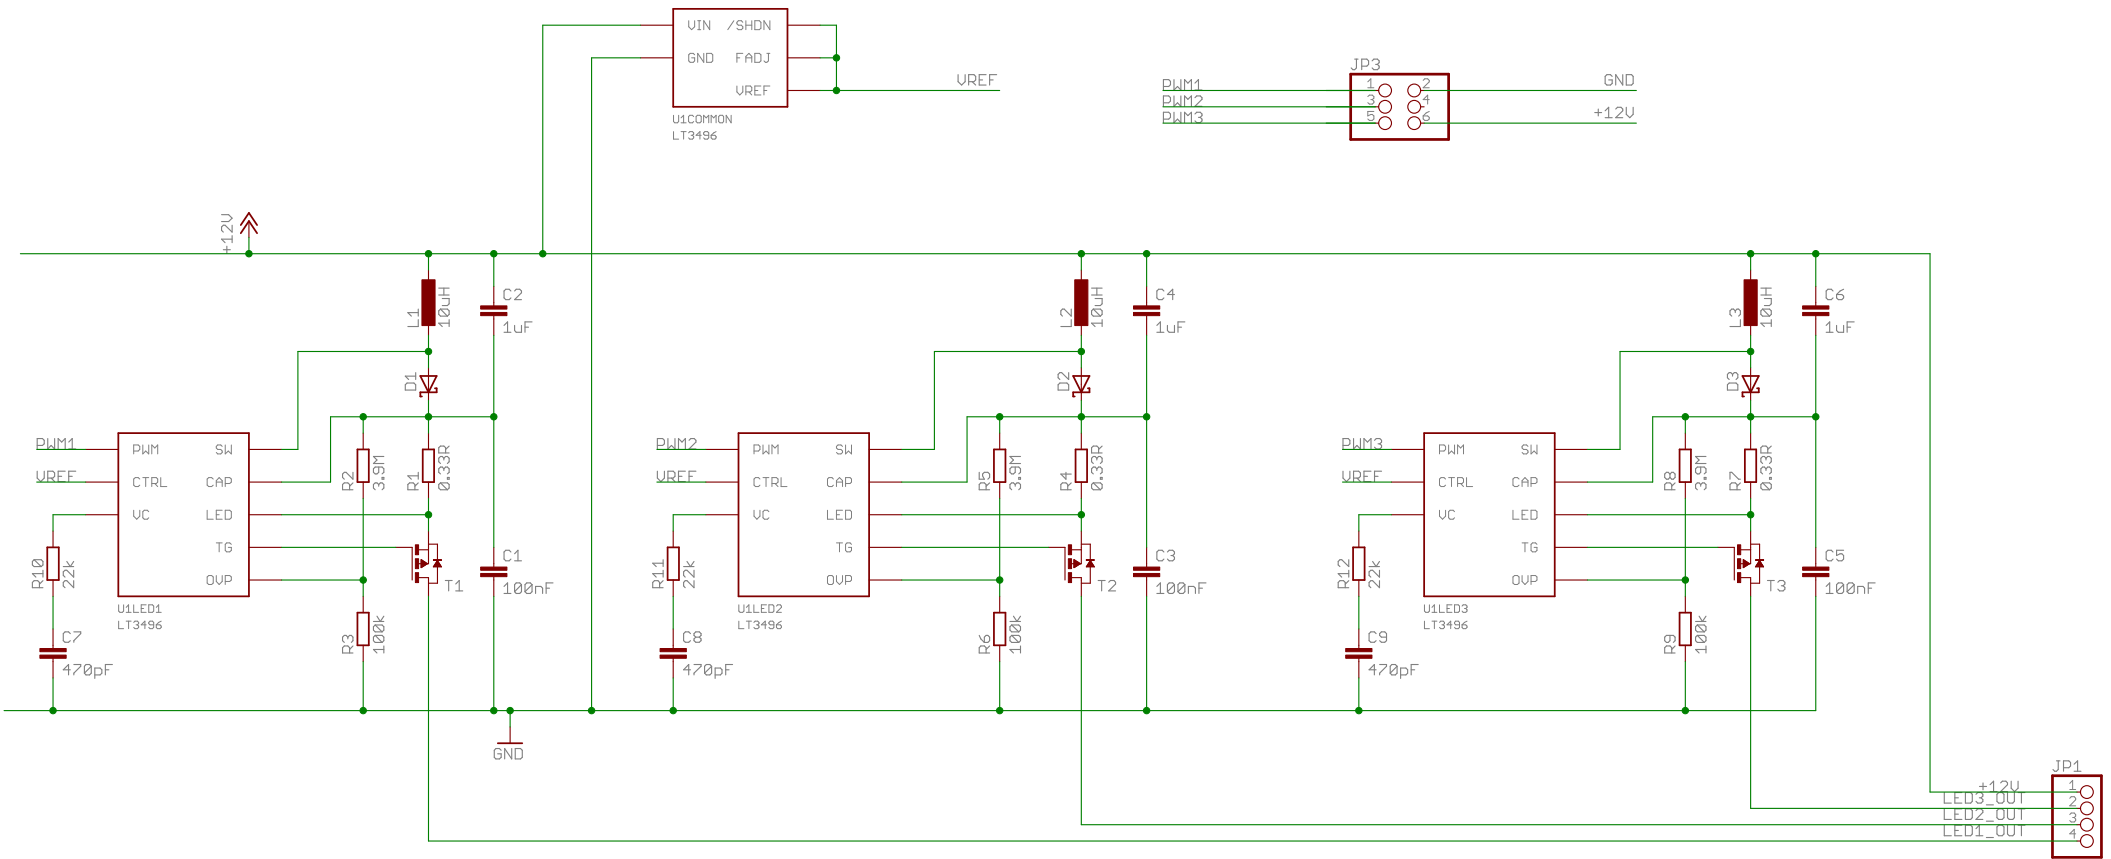 VIN /SHDN
GND FADJ
VREF
VREF
U1COMMON
LT3496
JP3
PWM1 1 2 GND
PWM2 3 4
PWM3 5 6 +12V
+12V
L1 10uH
C2
1uF
D1
PWM1
VREF
PWM SW
CTRL CAP
VC LED
TG
OVP
U1LED1
LT3496
R2 3.9M
R1 0.33R
R10 22k
T1
C1
100nF
R3 100k
C7
470pF
GND
L2 10uH
C4
1uF
D2
PWM2
VREF
PWM SW
CTRL CAP
VC LED
TG
OVP
U1LED2
LT3496
R5 3.9M
R4 0.33R
R11 22k
T2
C3
100nF
R6 100k
C8
470pF
L3 10uH
C6
1uF
D3
PWM3
VREF
PWM SW
CTRL CAP
VC LED
TG
OVP
U1LED3
LT3496
R8 3.9M
R7 0.33R
R12 22k
T3
C5
100nF
R9 100k
C9
470pF
JP1
+12V 1
LED3_OUT 2
LED2_OUT 3
LED1_OUT 4